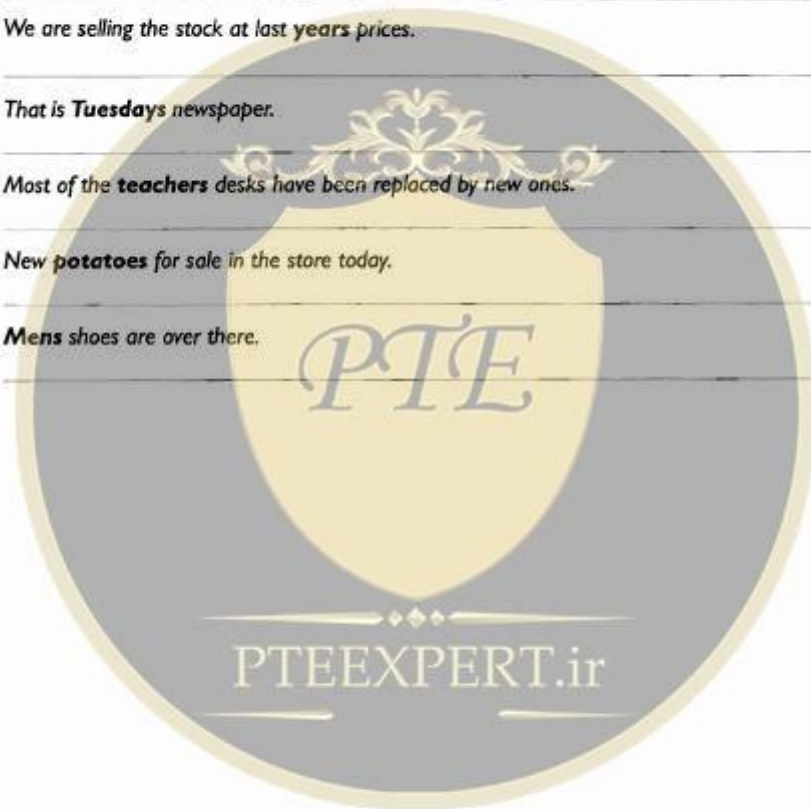 We are selling the stock at last years prices.
That is Tuesdays newspaper.
Most of the teachers desks have been replaced by new ones.
New potatoes for sale in the store today.
Mens shoes are over there.
PTE
PTEEXPERT.ir